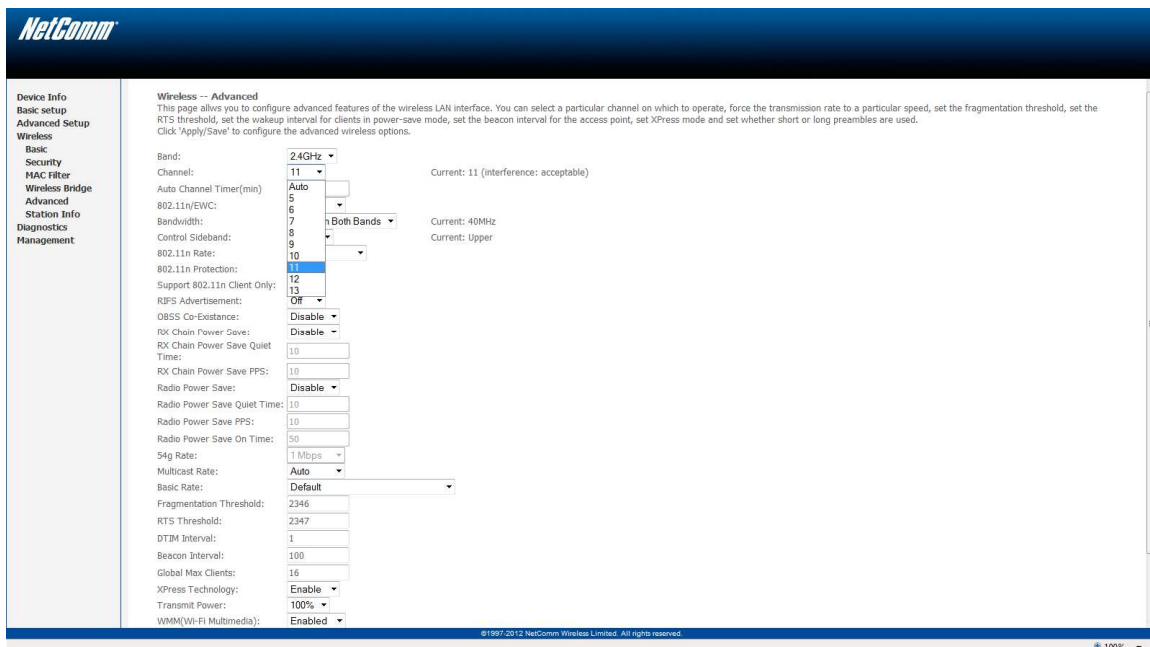 NetComm
Device Info
Basic setup
Advanced Setup
Wireless
Basic
Security
MAC Filter
Wireless Bridge
Advanced
Station Info
Diagnostics
Management
Wireless -- Advanced
This page allws you to configure advanced features of the wireless LAN interface. You can select a particular channel on which to operate, force the transmission rate to a particular speed, set the fragmentation threshold, set the
RTS threshold, set the wakeup interval for clients in power-save mode, set the beacon interval for the access point, set XPress mode and set whether short or long preambles are used.
Click 'Apply/Save' to configure the advanced wireless options.
Band: 2.4GHz
Channel: 11 Current: 11 (interference: acceptable)
Auto Channel Timer(min)
802.11n/EWC:
Bandwidth: Both Bands Current: 40MHz
Control Sideband: Current: Upper
802.11n Rate:
802.11n Protection:
Support 802.11n Client Only:
Auto
5
6
7
8
9
10
11
12
13
RIFS Advertisement: Off
OBSS Co-Existance: Disable
RX Chain Power Save: Disable
RX Chain Power Save Quiet
Time: 10
RX Chain Power Save PPS: 10
Radio Power Save: Disable
Radio Power Save Quiet Time: 10
Radio Power Save PPS: 10
Radio Power Save On Time: 50
54g Rate: 1 Mbps
Multicast Rate: Auto
Basic Rate: Default
Fragmentation Threshold: 2346
RTS Threshold: 2347
DTIM Interval: 1
Beacon Interval: 100
Global Max Clients: 16
XPress Technology: Enable
Transmit Power: 100%
WMM(Wi-Fi Multimedia): Enabled
©1997-2012 NetComm Wireless Limited. All rights reserved.
100%